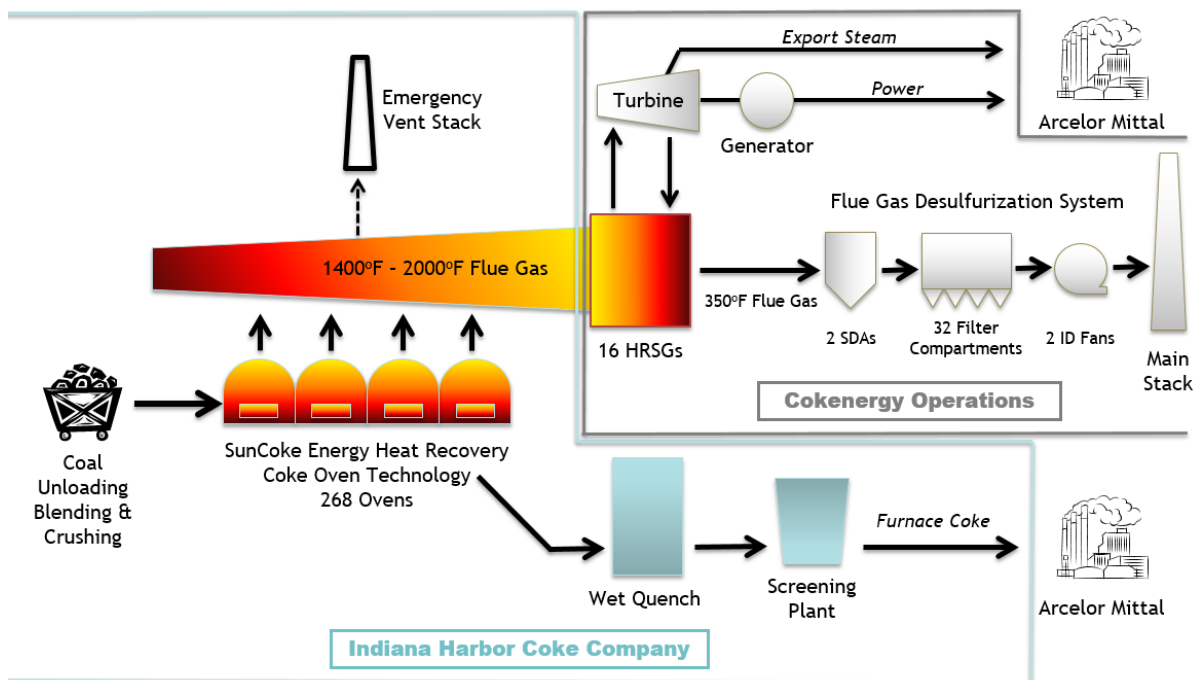 Export Steam
Emergency
Vent Stack
Turbine
Power
Generator
Arcelor Mittal
Flue Gas Desulfurization System
1400ºF - 2000ºF Flue Gas
350ºF Flue Gas
16 HRSGs
2 SDAs
32 Filter
Compartments
2 ID Fans
Main
Stack
Cokenergy Operations
Coal
Unloading
Blending &
Crushing
SunCoke Energy Heat Recovery
Coke Oven Technology
268 Ovens
Furnace Coke
Wet Quench
Screening
Plant
Arcelor Mittal
Indiana Harbor Coke Company